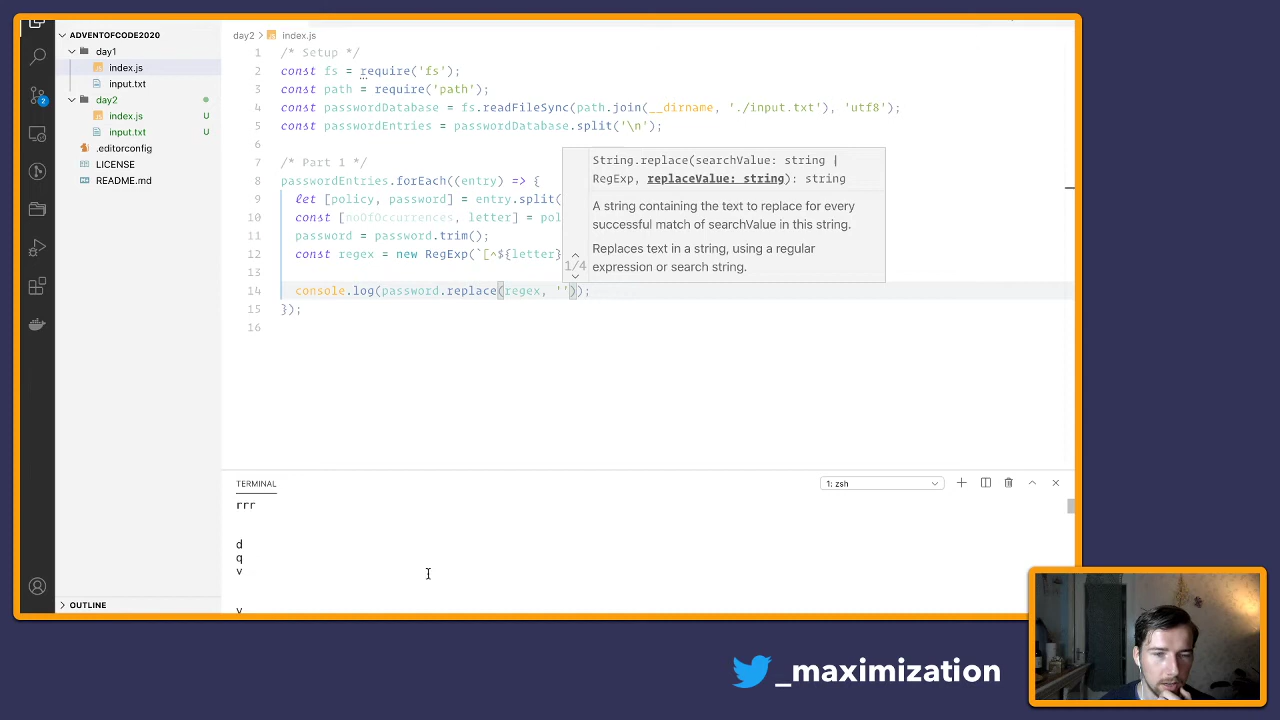 ADVENTOFCODE2020
day1
index.js
input.txt
day2
index.js U
input.txt U
.editorconfig
LICENSE
README.md
OUTLINE
2
day2 > index.js
1 /* Setup */
2 const fs = require('fs');
3 const path = require('path');
4 const passwordDatabase = fs.readFileSync(path.join(__dirname, './input.txt'), 'utf8');
5 const passwordEntries = passwordDatabase.split('\n');
6
7 /* Part 1 */
8 passwordEntries.forEach((entry) => {
9 let [policy, password] = entry.split(
10 const [noOfOccurrences, letter] = pol
11 password = password.trim();
12 const regex = new RegExp(`[^${letter}
13
14 console.log(password.replace(regex, ''));
15 });
16
String.replace(searchValue: string |
RegExp, replaceValue: string): string
A string containing the text to replace for every
successful match of searchValue in this string.
1/4
Replaces text in a string, using a regular
expression or search string.
TERMINAL
1: zsh
rrr
d
q
v
v
_maximization